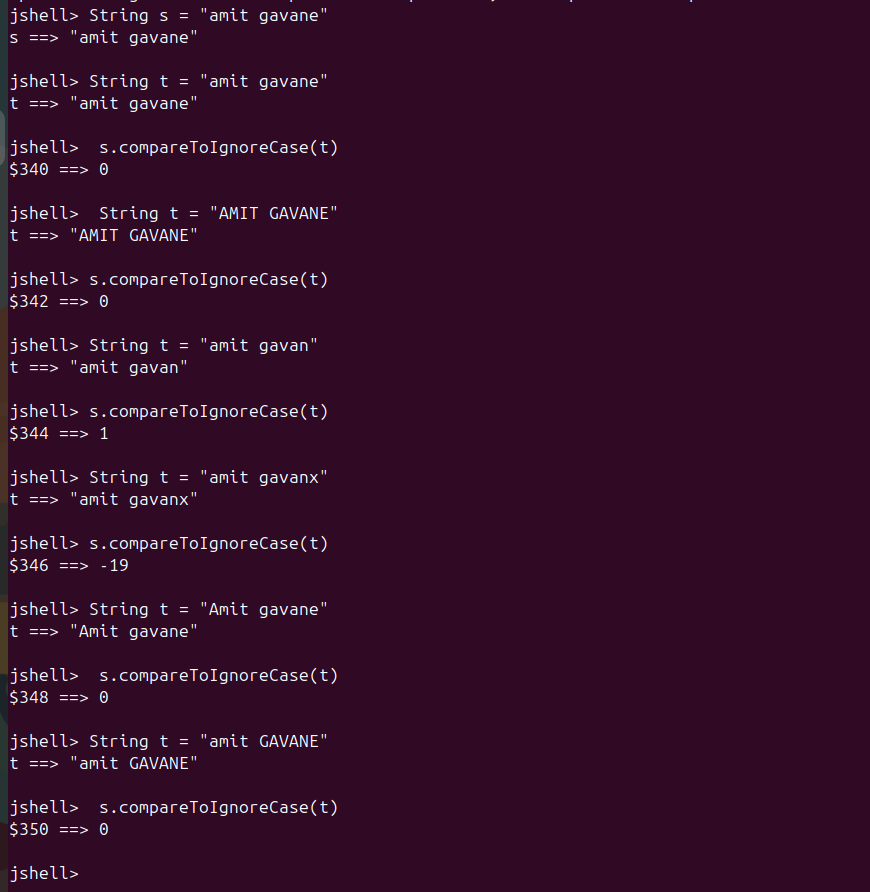 jshell> String s = "amit gavane"
s ==> "amit gavane"
jshell> String t = "amit gavane"
t ==> "amit gavane"
jshell>  s.compareToIgnoreCase(t)
$340 ==> 0
jshell>  String t = "AMIT GAVANE"
t ==> "AMIT GAVANE"
jshell> s.compareToIgnoreCase(t)
$342 ==> 0
jshell> String t = "amit gavan"
t ==> "amit gavan"
jshell> s.compareToIgnoreCase(t)
$344 ==> 1
jshell> String t = "amit gavanx"
t ==> "amit gavanx"
jshell> s.compareToIgnoreCase(t)
$346 ==> -19
jshell> String t = "Amit gavane"
t ==> "Amit gavane"
jshell>  s.compareToIgnoreCase(t)
$348 ==> 0
jshell> String t = "amit GAVANE"
t ==> "amit GAVANE"
jshell>  s.compareToIgnoreCase(t)
$350 ==> 0
jshell>